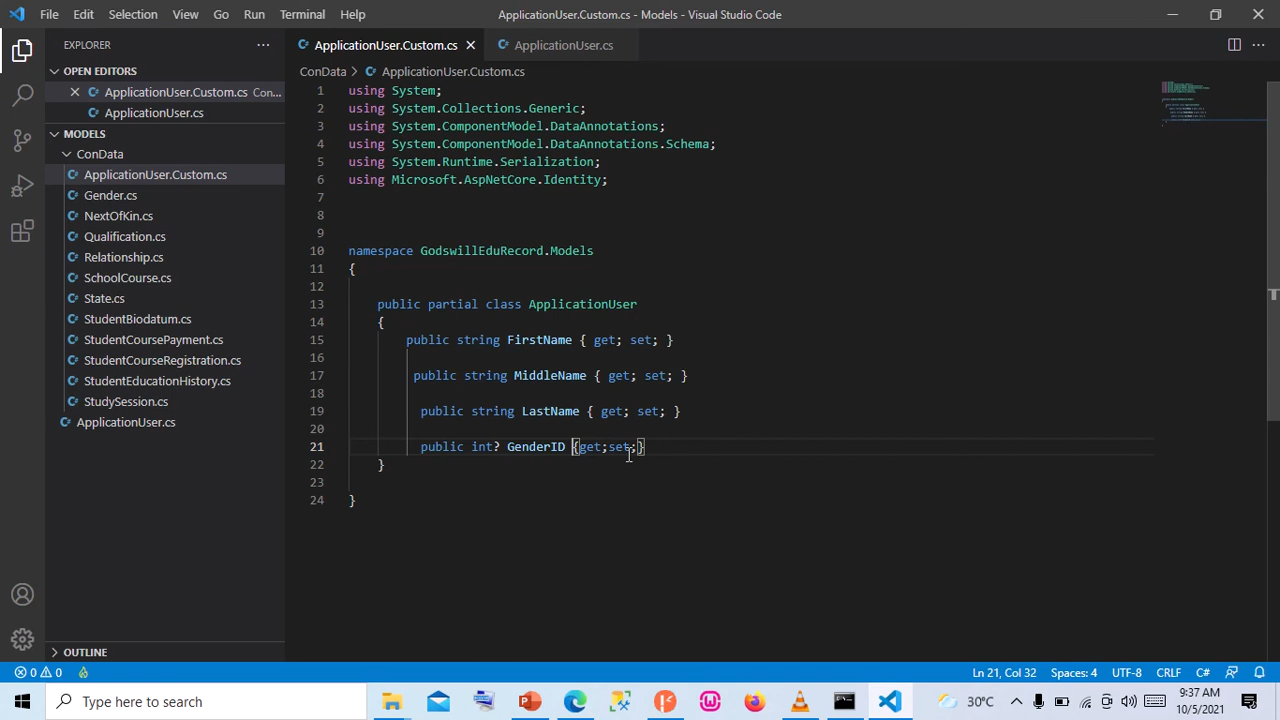 File Edit Selection View Go Run Terminal Help
ApplicationUser.Custom.cs - Models - Visual Studio Code
EXPLORER
OPEN EDITORS
ApplicationUser.Custom.cs Con...
ApplicationUser.cs
MODELS
ConData
ApplicationUser.Custom.cs
Gender.cs
NextOfKin.cs
Qualification.cs
Relationship.cs
SchoolCourse.cs
State.cs
StudentBiodatum.cs
StudentCoursePayment.cs
StudentCourseRegistration.cs
StudentEducationHistory.cs
StudySession.cs
ApplicationUser.cs
OUTLINE
ApplicationUser.Custom.cs ApplicationUser.cs
ConData > ApplicationUser.Custom.cs
1 using System;
2 using System.Collections.Generic;
3 using System.ComponentModel.DataAnnotations;
4 using System.ComponentModel.DataAnnotations.Schema;
5 using System.Runtime.Serialization;
6 using Microsoft.AspNetCore.Identity;
7
8
9
10 namespace GodswillEduRecord.Models
11 {
12
13 public partial class ApplicationUser
14 {
15 public string FirstName { get; set; }
16
17 public string MiddleName { get; set; }
18
19 public string LastName { get; set; }
20
21 public int? GenderID {get;set;}
22 }
23
24 }
0 0
Ln 21, Col 32 Spaces: 4 UTF-8 CRLF C#
Type here to search
30°C
9:37 AM
10/5/2021